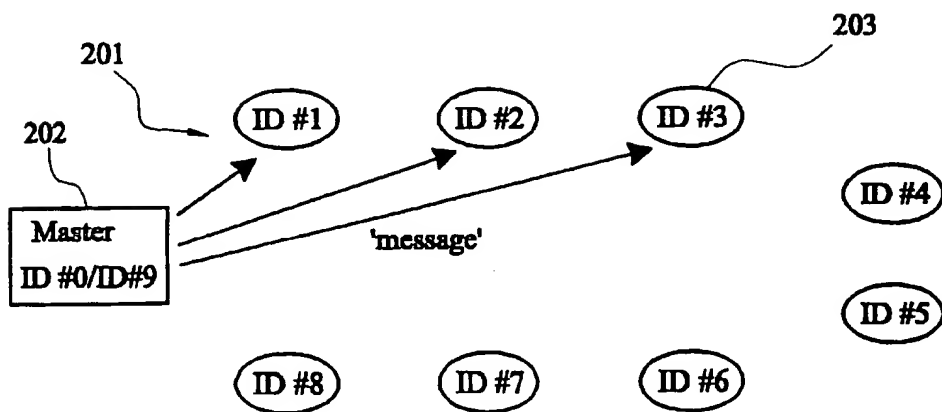 203
201
ID #1
ID #2
ID #3
202
ID #4
Master
ID #0/ID#9
'message'
ID #5
ID #8
ID #7
ID #6